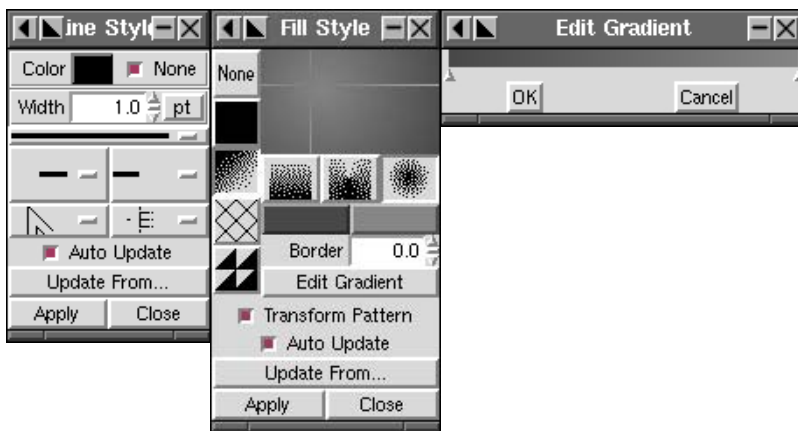 ine Styl
Color None
Width 1.0 pt
Auto Update
Update From...
Apply Close
Fill Style
None
Border 0.0
Edit Gradient
Transform Pattern
Auto Update
Update From...
Apply Close
Edit Gradient
OK Cancel